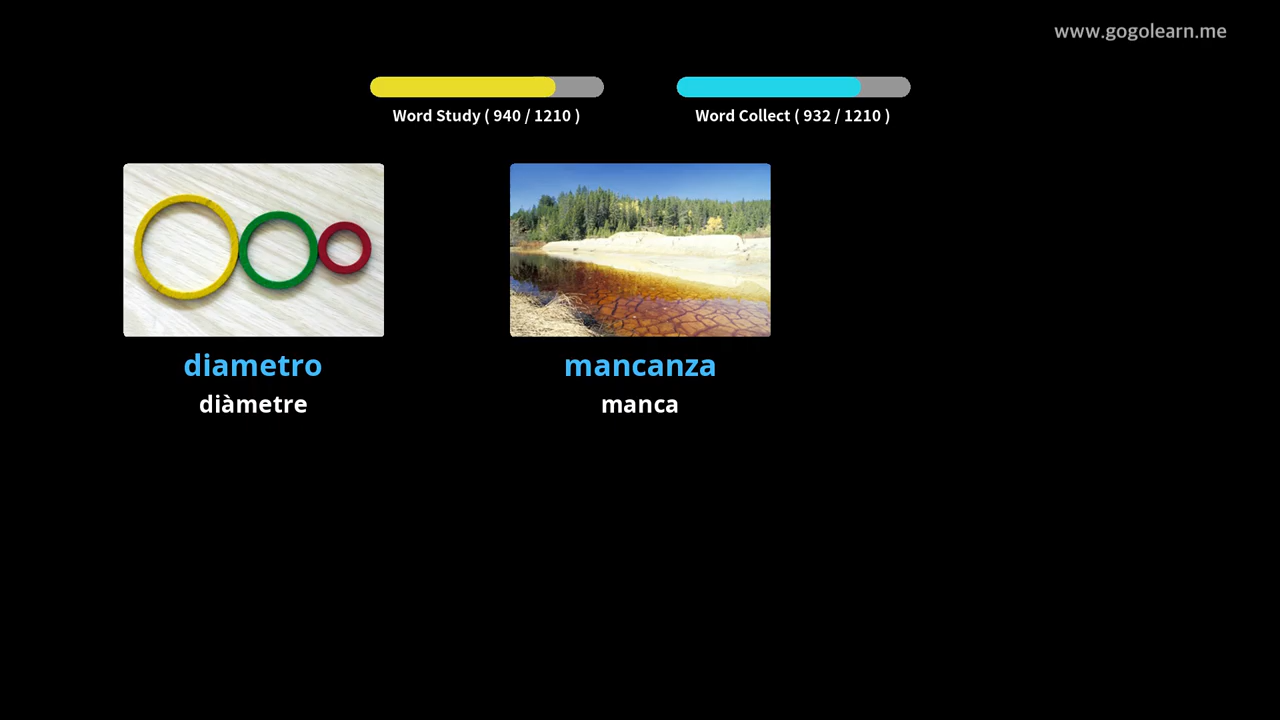 www.gogolearn.me
Word Study ( 940 / 1210 )
Word Collect ( 932 / 1210 )
diametro
diàmetre
mancanza
manca